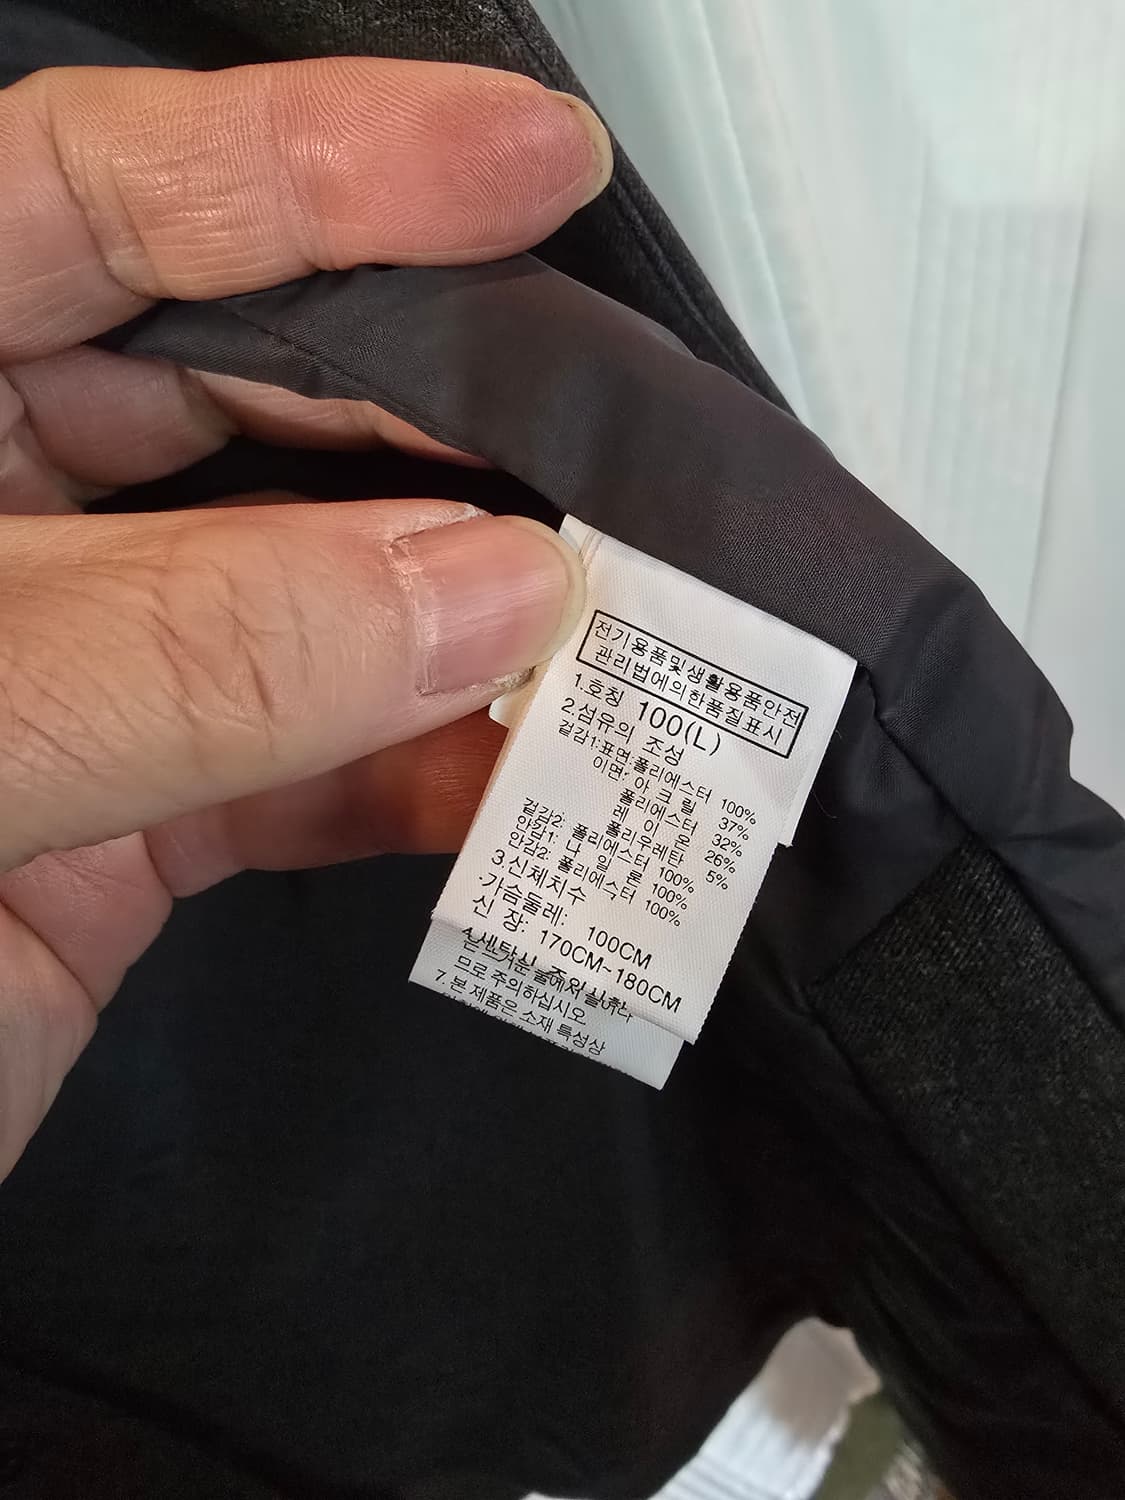 전기용품및생활용품안전
관리법에의한품질표시
1.호칭 100(L)
2.섬유의 조성
겉감1:표면:폴리에스터 100%
이면: 아 크 릴 37%
폴리에스터 32%
레 이 온 26%
폴리우레탄 5%
겉감2: 폴리에스터 100%
안감1: 나 일 론 100%
안감2: 폴리에스터 100%
3.신체치수
·가슴둘레: 100CM
신 장: 170CM~180CM
므로 주의하십시오
7. 본 제품은 소재 특성상